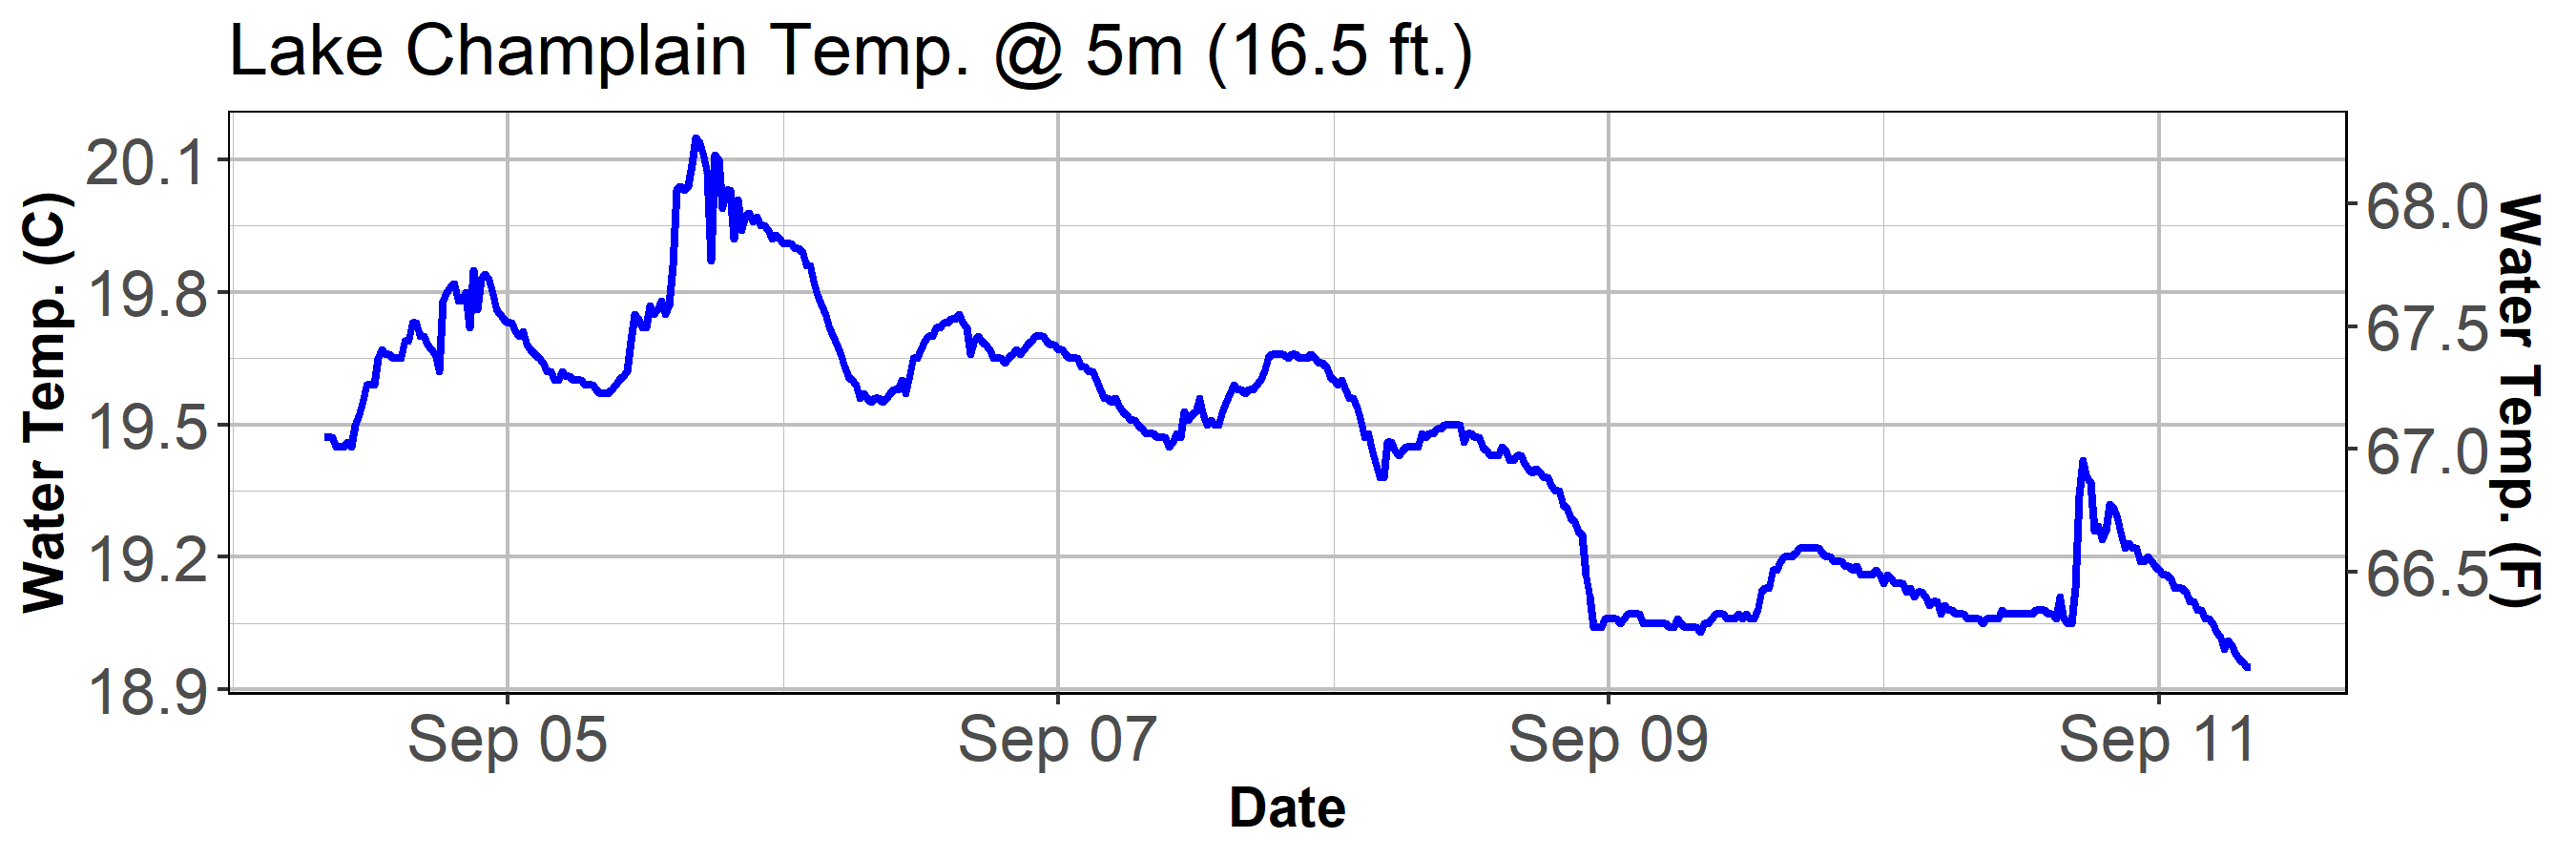 Lake Champlain Temp. @ 5m (16.5 ft.)
Water Temp. (C)
20.1
19.8
19.5
19.2
18.9
68.0
67.5
67.0
66.5
Water Temp. (F)
Sep 05
Sep 07
Sep 09
Sep 11
Date